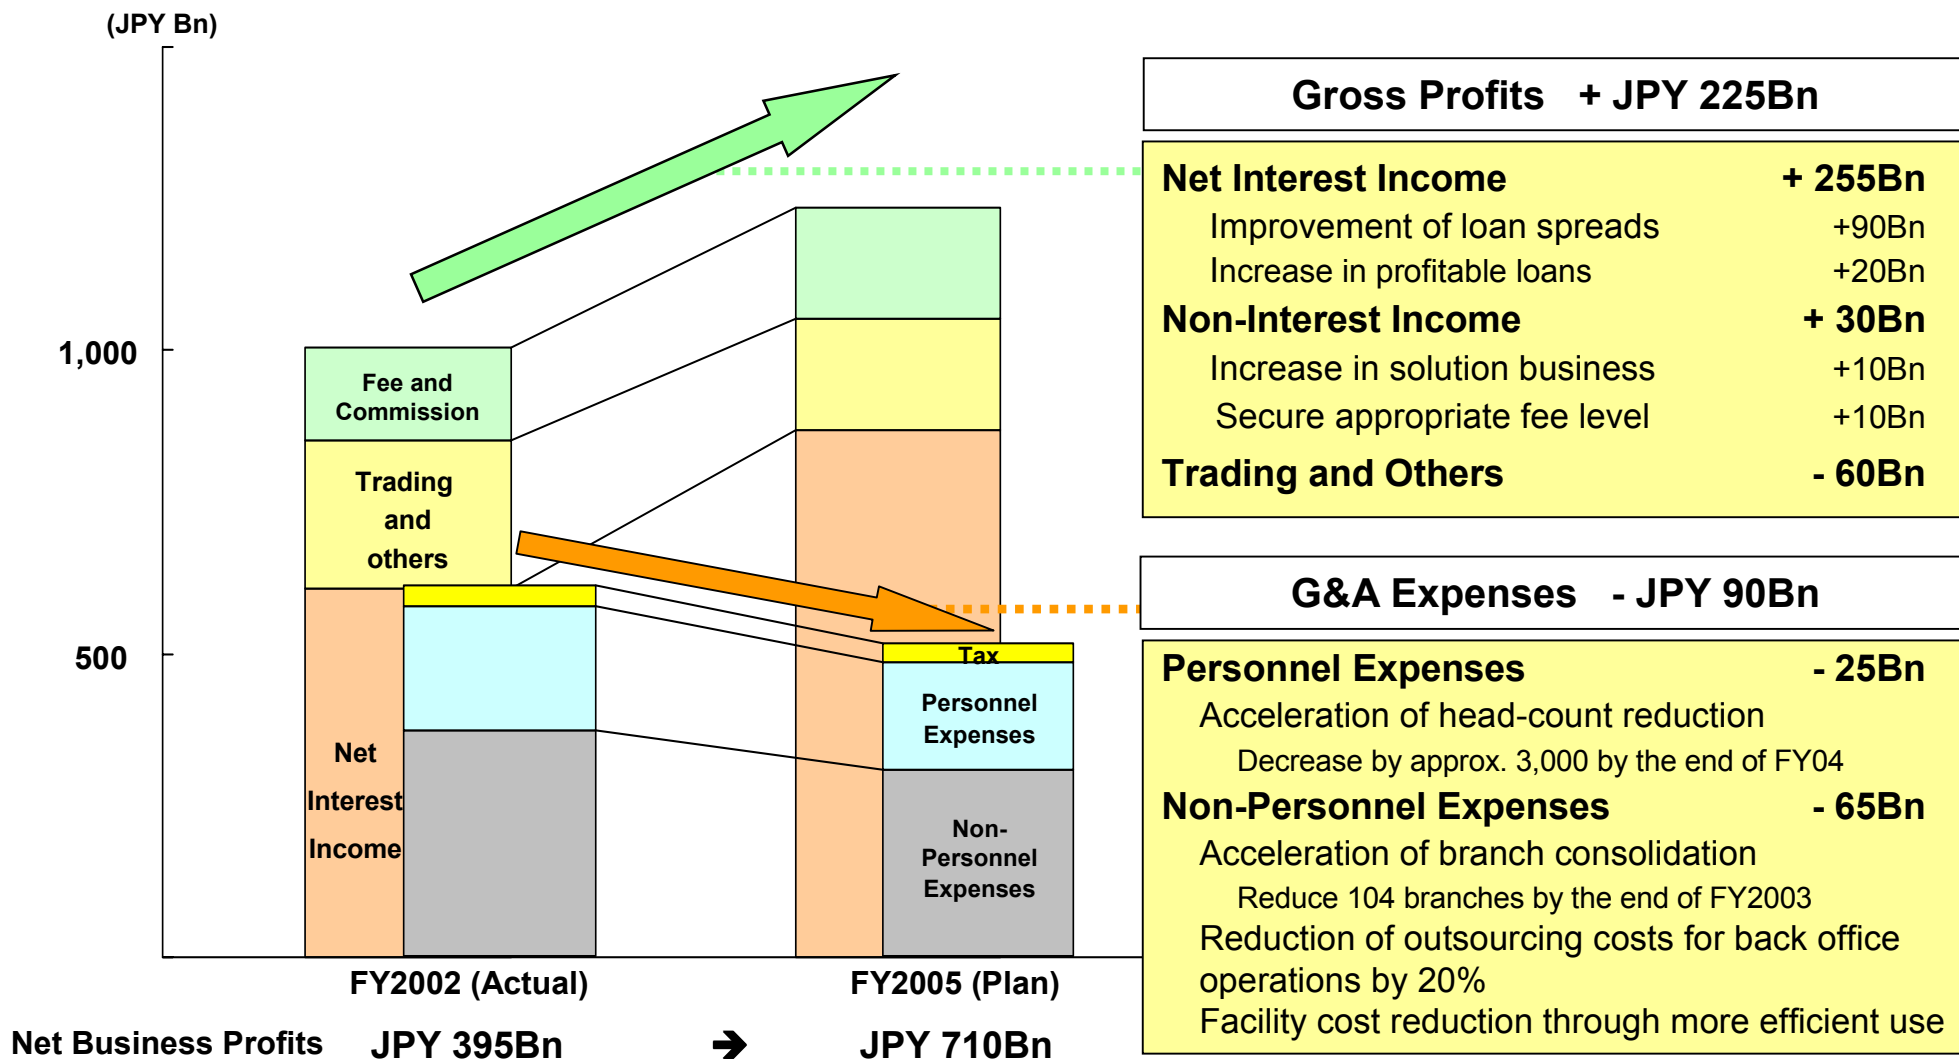 (JPY Bn)
1,000
500
Fee and
Commission
Trading
and
others
Net
Interest
Income
Tax
Personnel
Expenses
Non-
Personnel
Expenses
FY2002 (Actual)
FY2005 (Plan)
Net Business Profits JPY 395Bn ➔ JPY 710Bn
Gross Profits + JPY 225Bn
Net Interest Income + 255Bn
Improvement of loan spreads +90Bn
Increase in profitable loans +20Bn
Non-Interest Income + 30Bn
Increase in solution business +10Bn
Secure appropriate fee level +10Bn
Trading and Others - 60Bn
G&A Expenses - JPY 90Bn
Personnel Expenses - 25Bn
Acceleration of head-count reduction
Decrease by approx. 3,000 by the end of FY04
Non-Personnel Expenses - 65Bn
Acceleration of branch consolidation
Reduce 104 branches by the end of FY2003
Reduction of outsourcing costs for back office
operations by 20%
Facility cost reduction through more efficient use